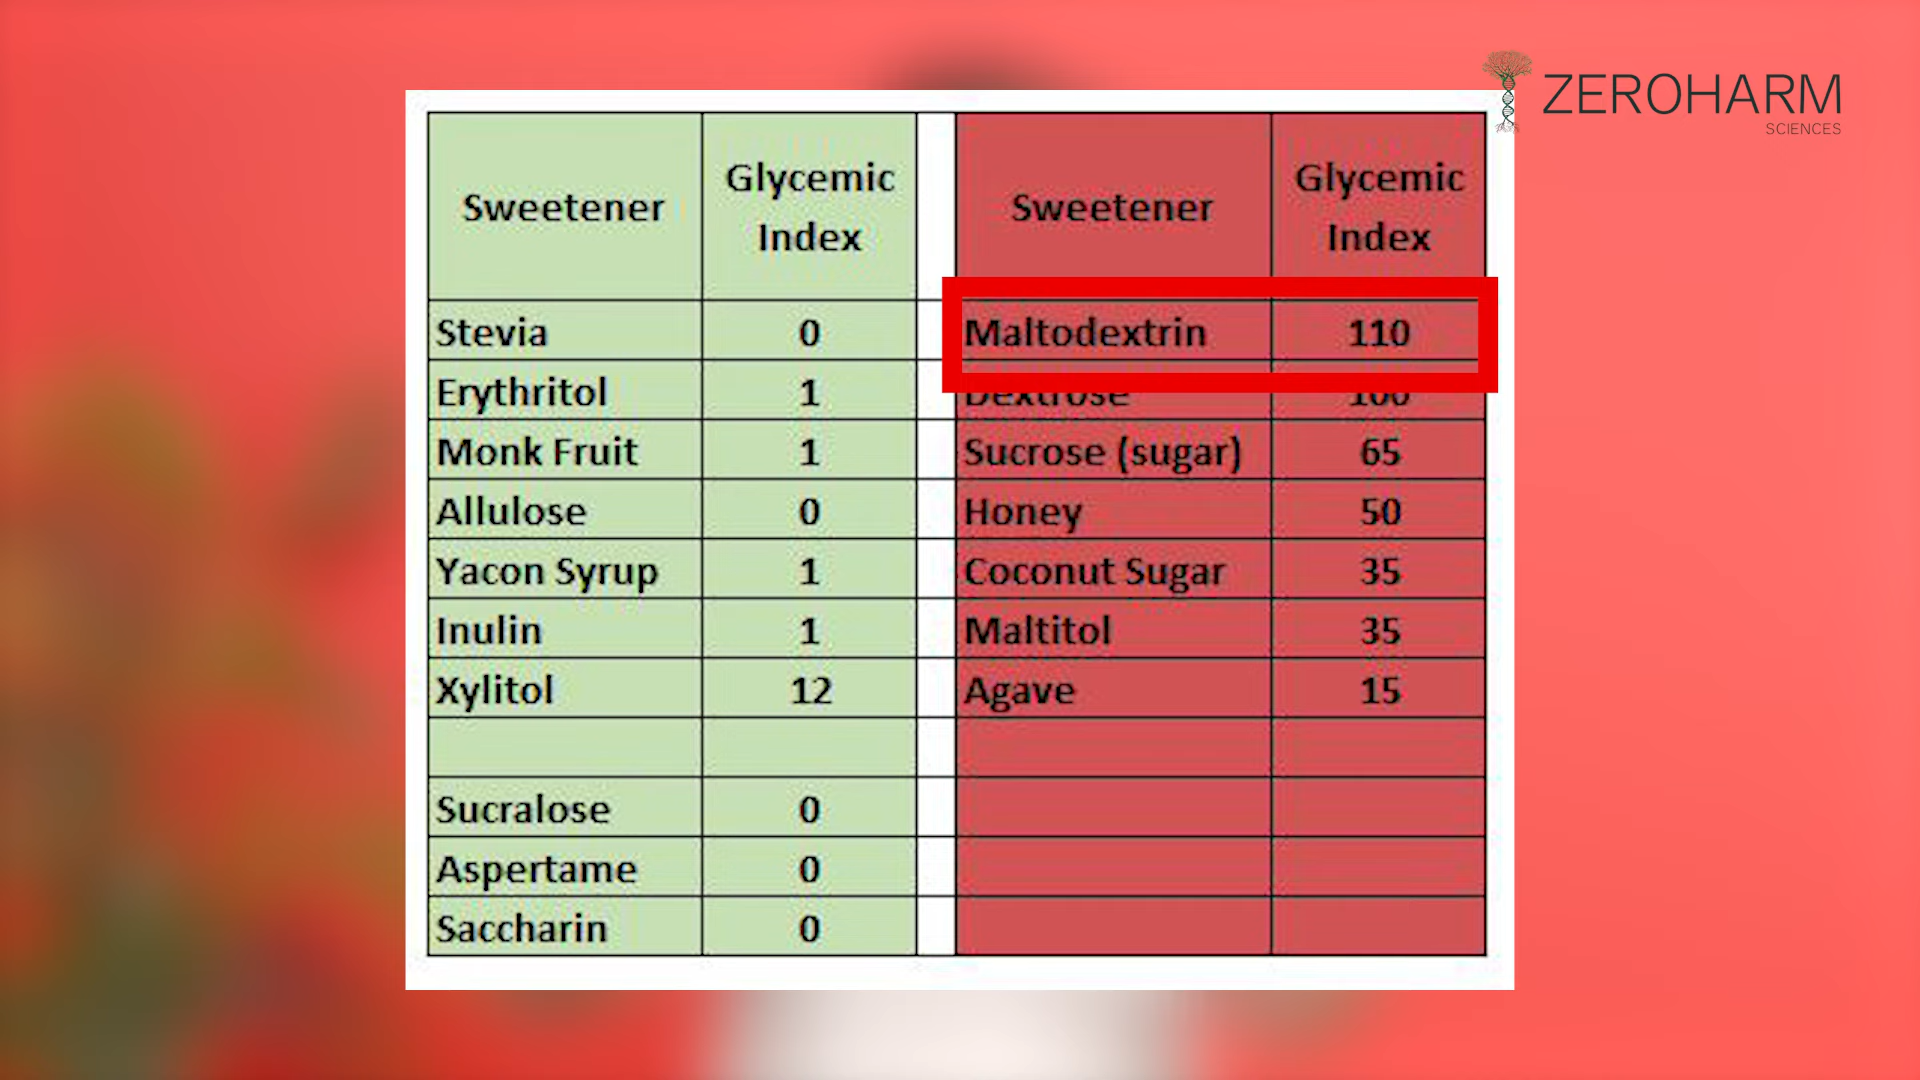 ZEROHARM
SCIENCES
Sweetener Glycemic Index Sweetener Glycemic Index
Stevia 0 Maltodextrin 110
Erythritol 1 Dextrose 100
Monk Fruit 1 Sucrose (sugar) 65
Allulose 0 Honey 50
Yacon Syrup 1 Coconut Sugar 35
Inulin 1 Maltitol 35
Xylitol 12 Agave 15
Sucralose 0
Aspertame 0
Saccharin 0